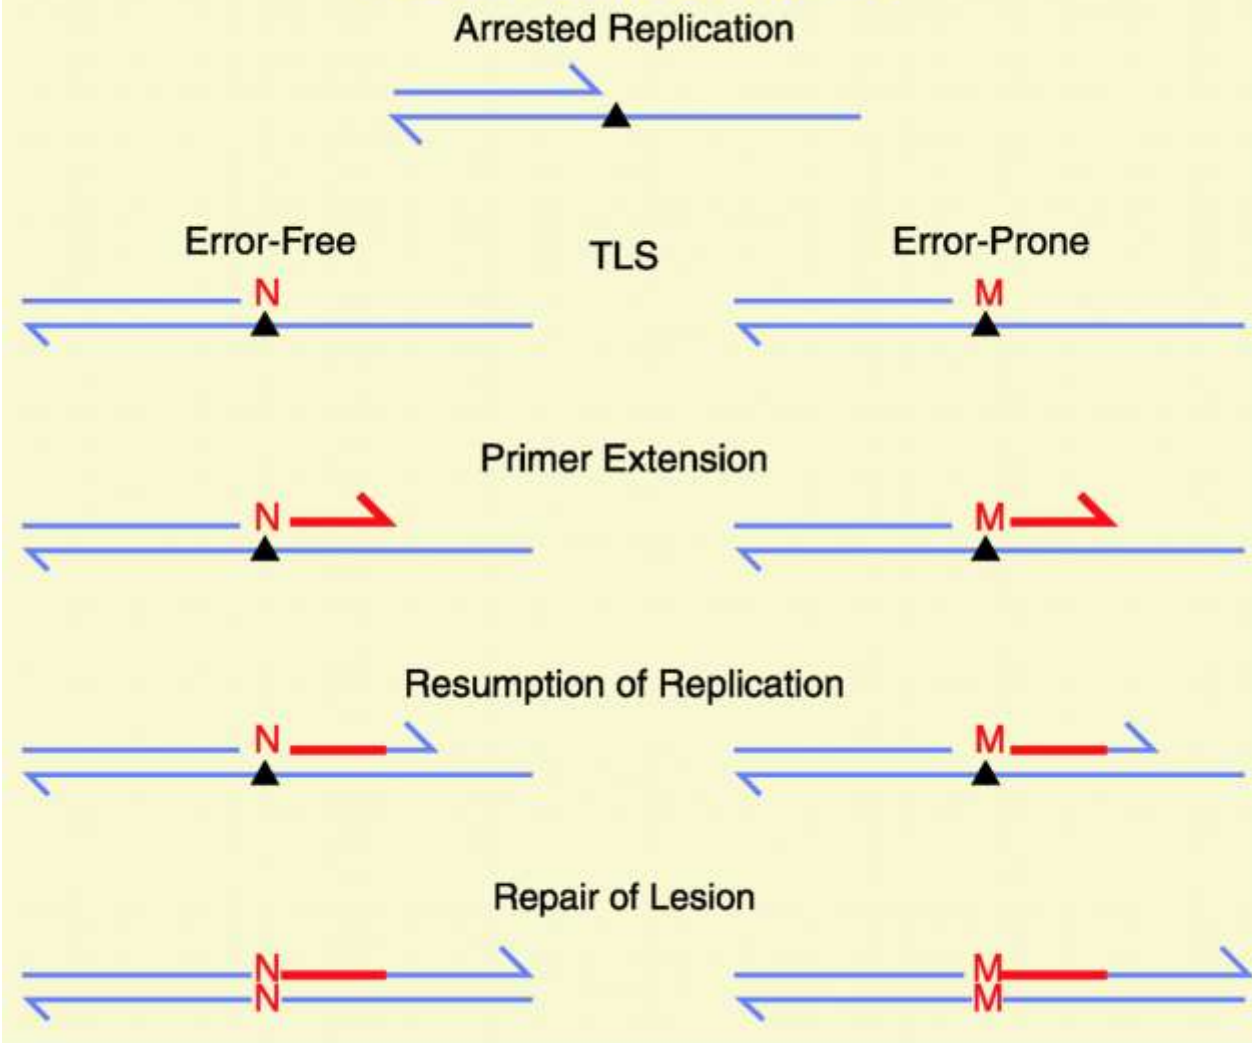 Arrested Replication
Error-Free
TLS
Error-Prone
N
M
Primer Extension
N
M
Resumption of Replication
N
M
Repair of Lesion
N
M
N
M